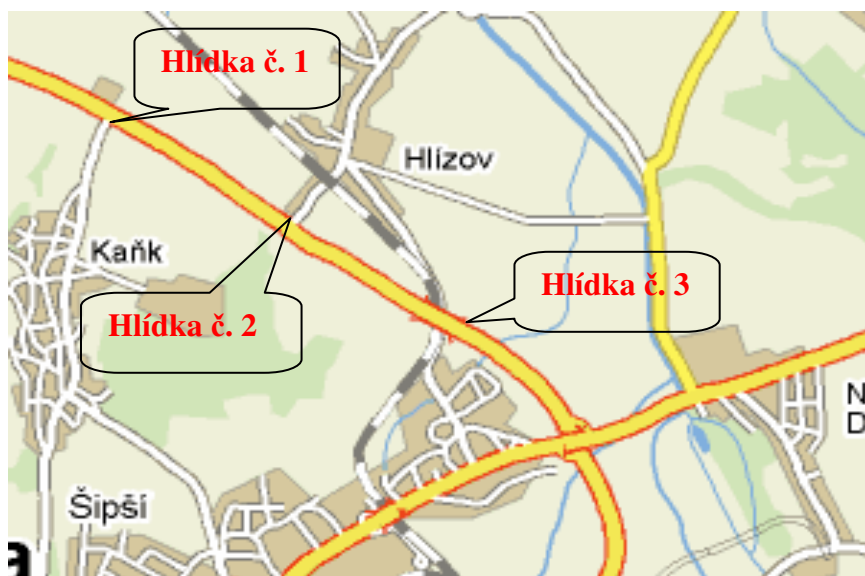 Hlídka č. 1
Hlízov
Kaňk
Hlídka č. 3
Hlídka č. 2
N
D
Šipší
a